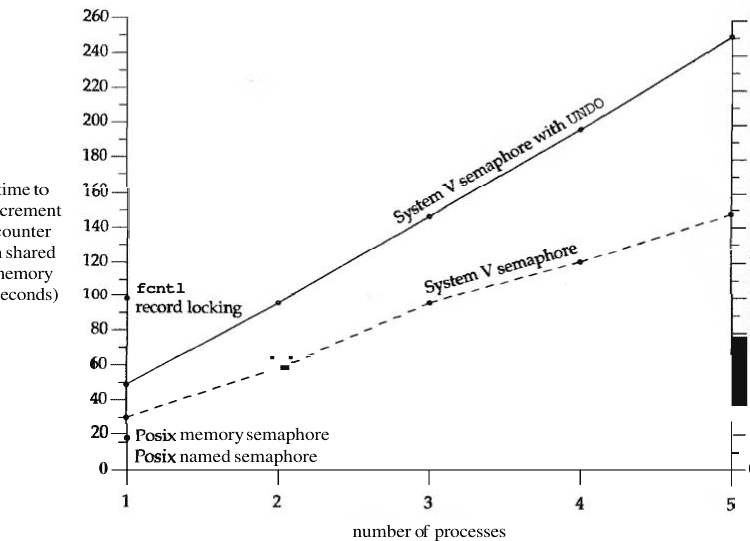 260
240
220
200
180
160
140
120
100
80
60
40
20
0
time to
crement
counter
shared
memory
econds)
System V semaphore with UNDO
System V semaphore
fcntl
record locking
Posix memory semaphore
Posix named semaphore
1 2 3 4 5
number of processes